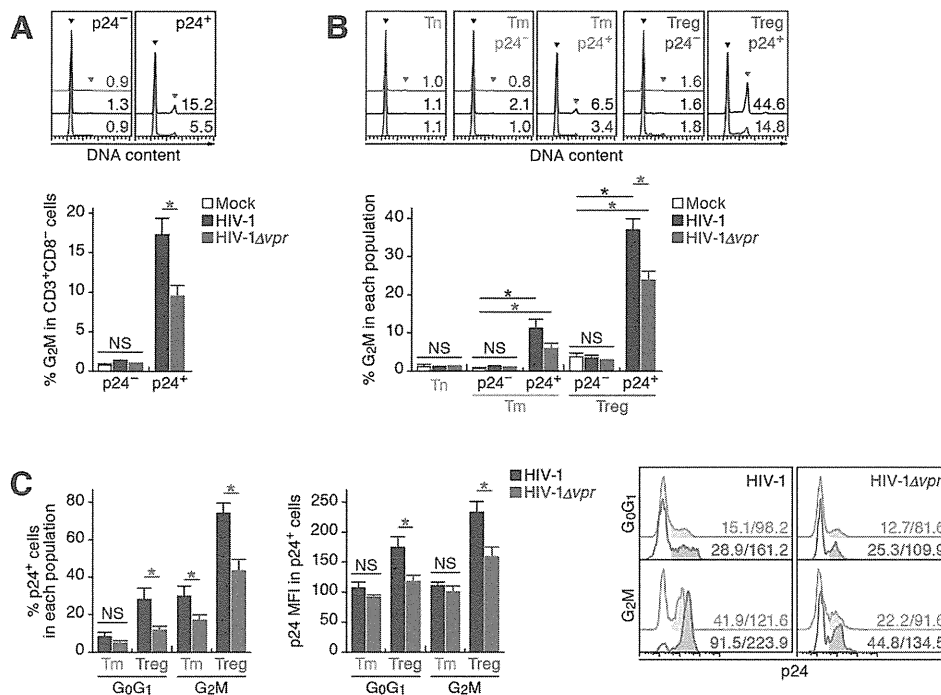 A
p24⁻
p24⁺
0.9
1.3
0.9
15.2
5.5
DNA content
% G₂M in CD3⁺CD8⁻ cells
20
15
10
5
0
NS
*
p24⁻
p24⁺
Mock
HIV-1
HIV-1Δvpr
B
Tn
Tm p24⁻
Tm p24⁺
Treg p24⁻
Treg p24⁺
1.0
1.1
1.1
0.8
2.1
1.0
6.5
3.4
1.6
1.6
1.8
44.6
14.8
DNA content
% G₂M in each population
40
30
20
10
0
NS
NS
*
*
NS
*
*
*
Mock
HIV-1
HIV-1Δvpr
Tn
p24⁻
p24⁺
p24⁻
p24⁺
Tm
Treg
C
% p24⁺ cells
in each population
80
60
40
20
0
NS
*
*
*
Tm
Treg
Tm
Treg
G₀G₁
G₂M
p24 MFI in p24⁺ cells
250
200
150
100
50
0
NS
*
NS
*
Tm
Treg
Tm
Treg
G₀G₁
G₂M
HIV-1
HIV-1Δvpr
HIV-1
HIV-1Δvpr
G₀G₁
15.1/98.2
28.9/161.2
12.7/81.6
25.3/109.9
G₂M
41.9/121.6
91.5/223.9
22.2/91.6
44.8/134.5
p24